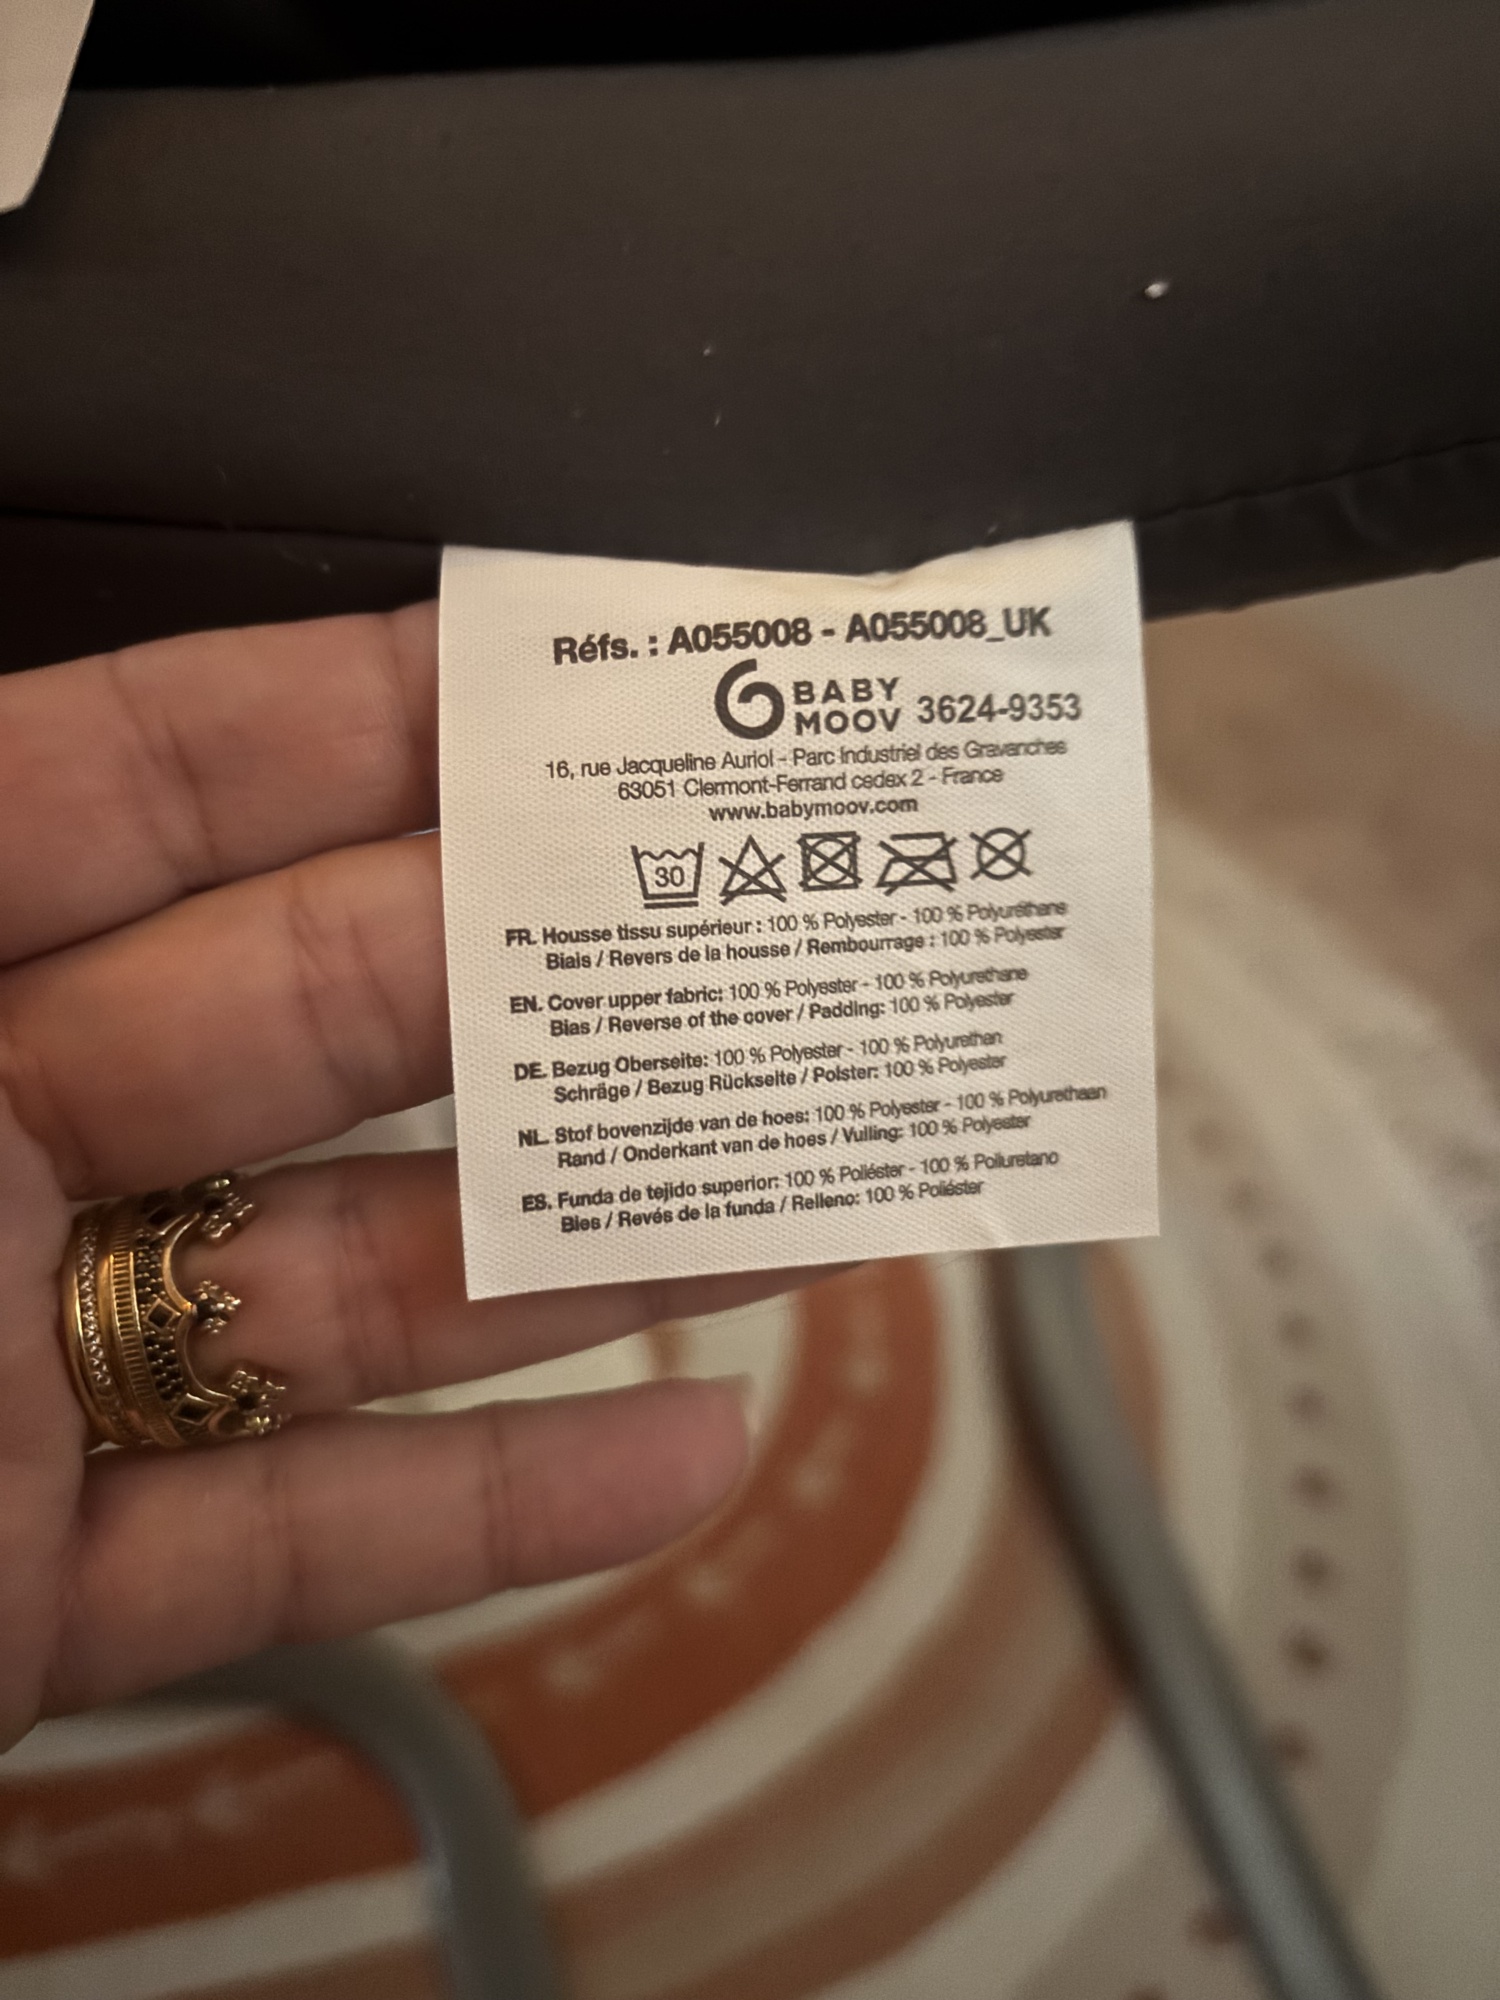 Réfs. : A055008 - A055008_UK
BABY
MOOV 3624-9353
16, rue Jacqueline Auriol - Parc Industriel des Gravanches
63051 Clermont-Ferrand cedex 2 - France
www.babymoov.com
30
FR. Housse tissu supérieur : 100 % Polyester - 100 % Polyuréthane
Biais / Revers de la housse / Rembourrage : 100 % Polyester
EN. Cover upper fabric: 100 % Polyester - 100 % Polyurethane
Bias / Reverse of the cover / Padding: 100 % Polyester
DE. Bezug Oberseite: 100 % Polyester - 100 % Polyurethan
Schräge / Bezug Rückseite / Polster: 100 % Polyester
NL. Stof bovenzijde van de hoes: 100 % Polyester - 100 % Polyurethaan
Rand / Onderkant van de hoes / Vulling: 100 % Polyester
ES. Funda de tejido superior: 100 % Poliéster - 100 % Poliuretano
Bies / Revés de la funda / Relleno: 100 % Poliéster